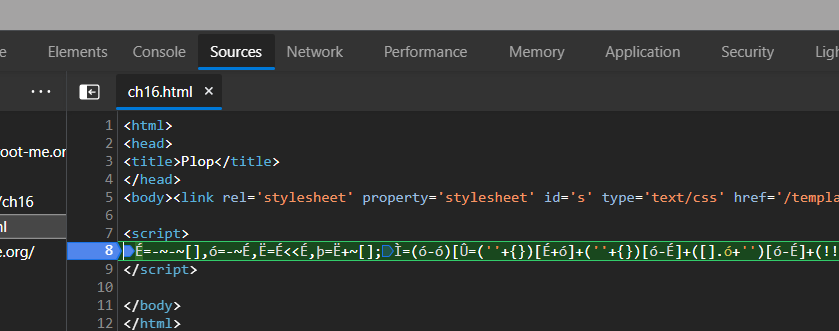 e Elements Console Sources Network Performance Memory Application Security Ligh
... ch16.html ×
1 <html>
2 <head>
oot-me.or 3 <title>Plop</title>
4 </head>
/ch16 5 <body><link rel='stylesheet' property='stylesheet' id='s' type='text/css' href='/templa
ml 6
7 <script>
e.org/ 8 É=-~-~[],ó=-~É,Ë=É<<É,þ=Ë+~[];Ì=(ó-ó)[Û=(''+{})[É+ó]+(''+{})[ó-É]+([].ó+'')[ó-É]+(!!
9 </script>
10
11 </body>
12 </html>